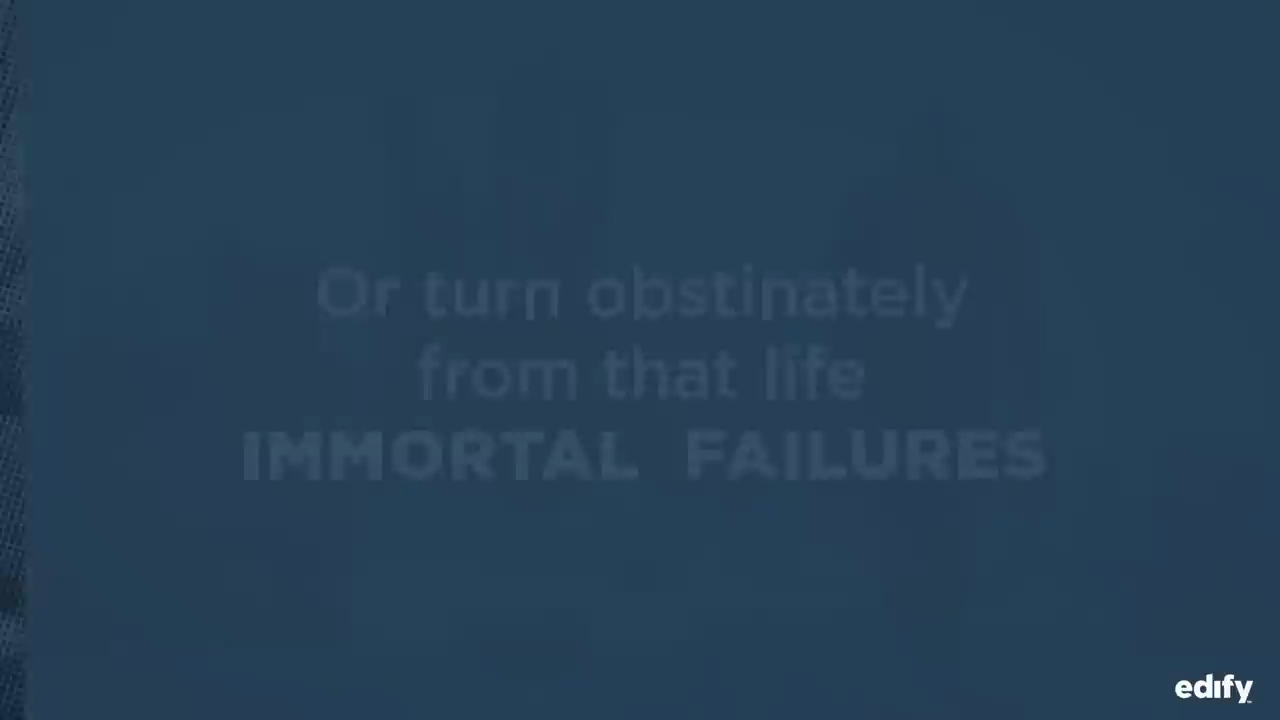 Or turn obstinately
from that life
IMMORTAL FAILURES
edify